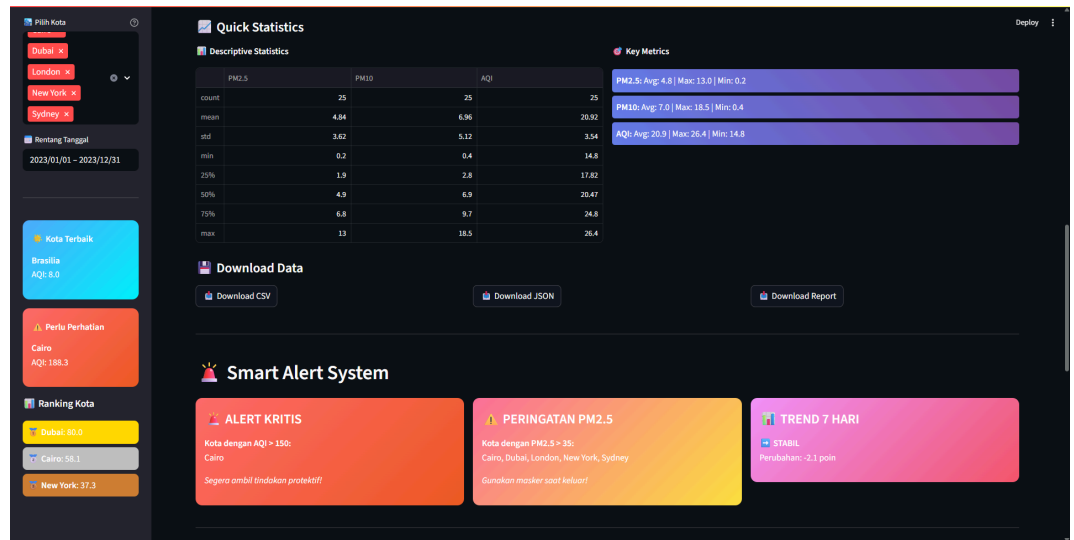 Pilih Kota
Dubai ×
London ×
New York ×
Sydney ×
Rentang Tanggal
2023/01/01 – 2023/12/31
Kota Terbaik
Brasilia
AQI: 8.0
Perlu Perhatian
Cairo
AQI: 188.3
Ranking Kota
Dubai: 80.0
Cairo: 58.1
New York: 37.3
Deploy
Quick Statistics
Descriptive Statistics
PM2.5 PM10 AQI
count 25 25 25
mean 4.84 6.96 20.92
std 3.62 5.12 3.54
min 0.2 0.4 14.8
25% 1.9 2.8 17.82
50% 4.9 6.9 20.47
75% 6.8 9.7 24.8
max 13 18.5 26.4
Key Metrics
PM2.5: Avg: 4.8 | Max: 13.0 | Min: 0.2
PM10: Avg: 7.0 | Max: 18.5 | Min: 0.4
AQI: Avg: 20.9 | Max: 26.4 | Min: 14.8
Download Data
Download CSV
Download JSON
Download Report
Smart Alert System
ALERT KRITIS
Kota dengan AQI > 150:
Cairo
Segera ambil tindakan protektif!
PERINGATAN PM2.5
Kota dengan PM2.5 > 35:
Cairo, Dubai, London, New York, Sydney
Gunakan masker saat keluar!
TREND 7 HARI
STABIL
Perubahan: -2.1 poin